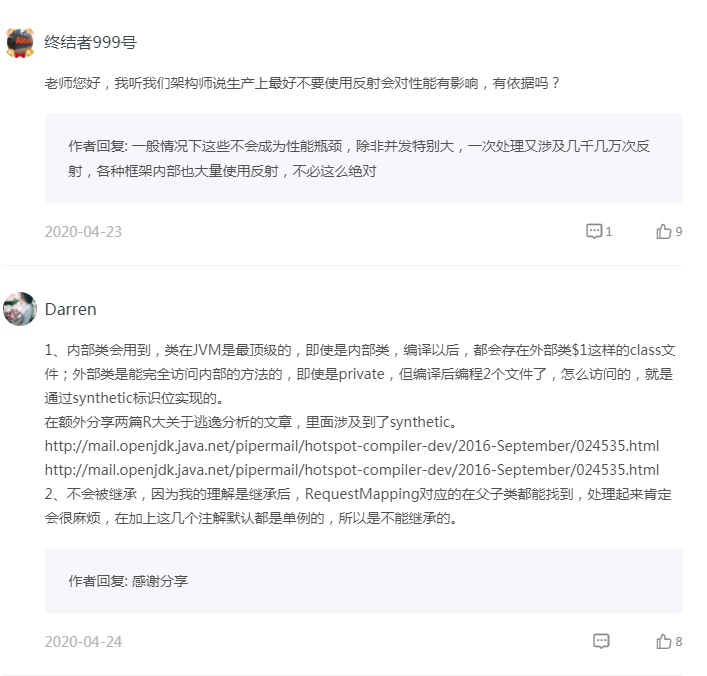 终结者999号
老师您好，我听我们架构师说生产上最好不要使用反射会对性能有影响，有依据吗？
作者回复: 一般情况下这些不会成为性能瓶颈，除非并发特别大，一次处理又涉及几千几万次反
射，各种框架内部也大量使用反射，不必这么绝对
2020-04-23
1
9
Darren
1、内部类会用到，类在JVM是最顶级的，即使是内部类，编译以后，都会存在外部类$1这样的class文
件；外部类是能完全访问内部的方法的，即使是private，但编译后编程2个文件了，怎么访问的，就是
通过synthetic标识位实现的。
在额外分享两篇R大关于逃逸分析的文章，里面涉及到了synthetic。
http://mail.openjdk.java.net/pipermail/hotspot-compiler-dev/2016-September/024535.html
http://mail.openjdk.java.net/pipermail/hotspot-compiler-dev/2016-September/024535.html
2、不会被继承，因为我的理解是继承后，RequestMapping对应的在父子类都能找到，处理起来肯定
会很麻烦，在加上这几个注解默认都是单例的，所以是不能继承的。
作者回复: 感谢分享
2020-04-24
8